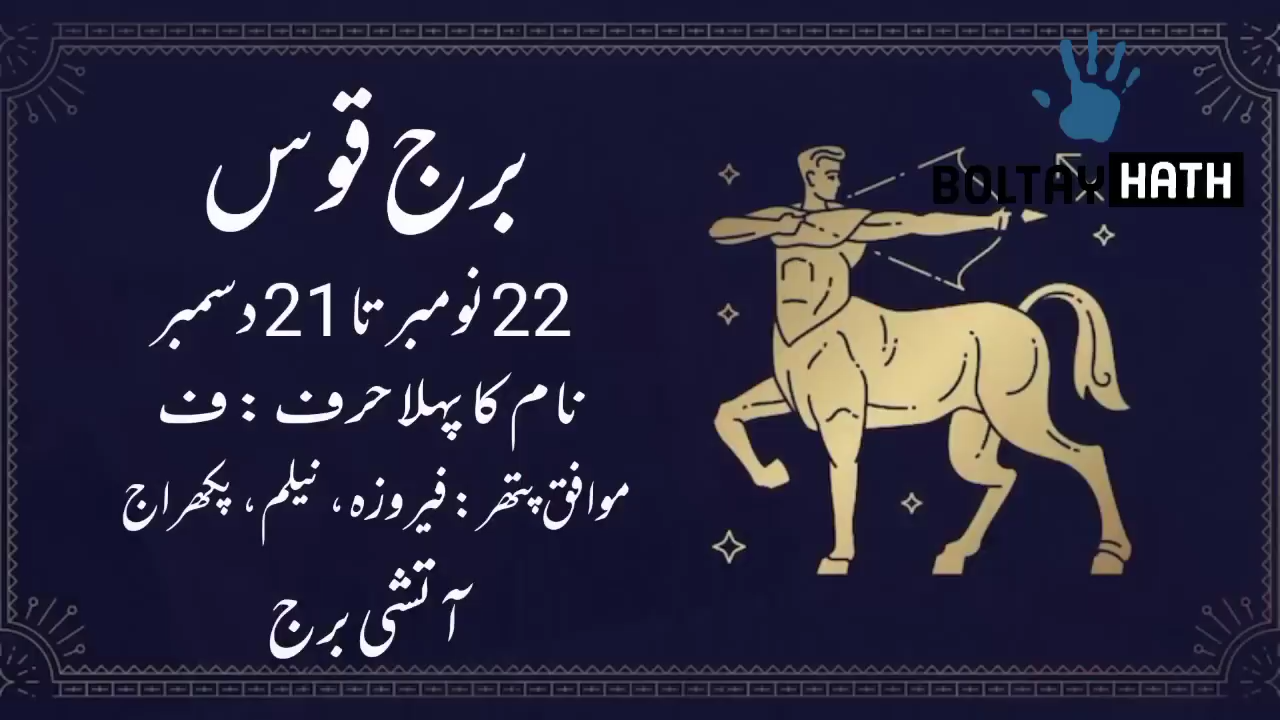 برج قوس
22 نومبر تا 21 دسمبر
نام کا پہلا حرف : ف
موافق پتھر : فیروزہ، نیلم، پکھراج
آتشی برج
BOLTAY HATH